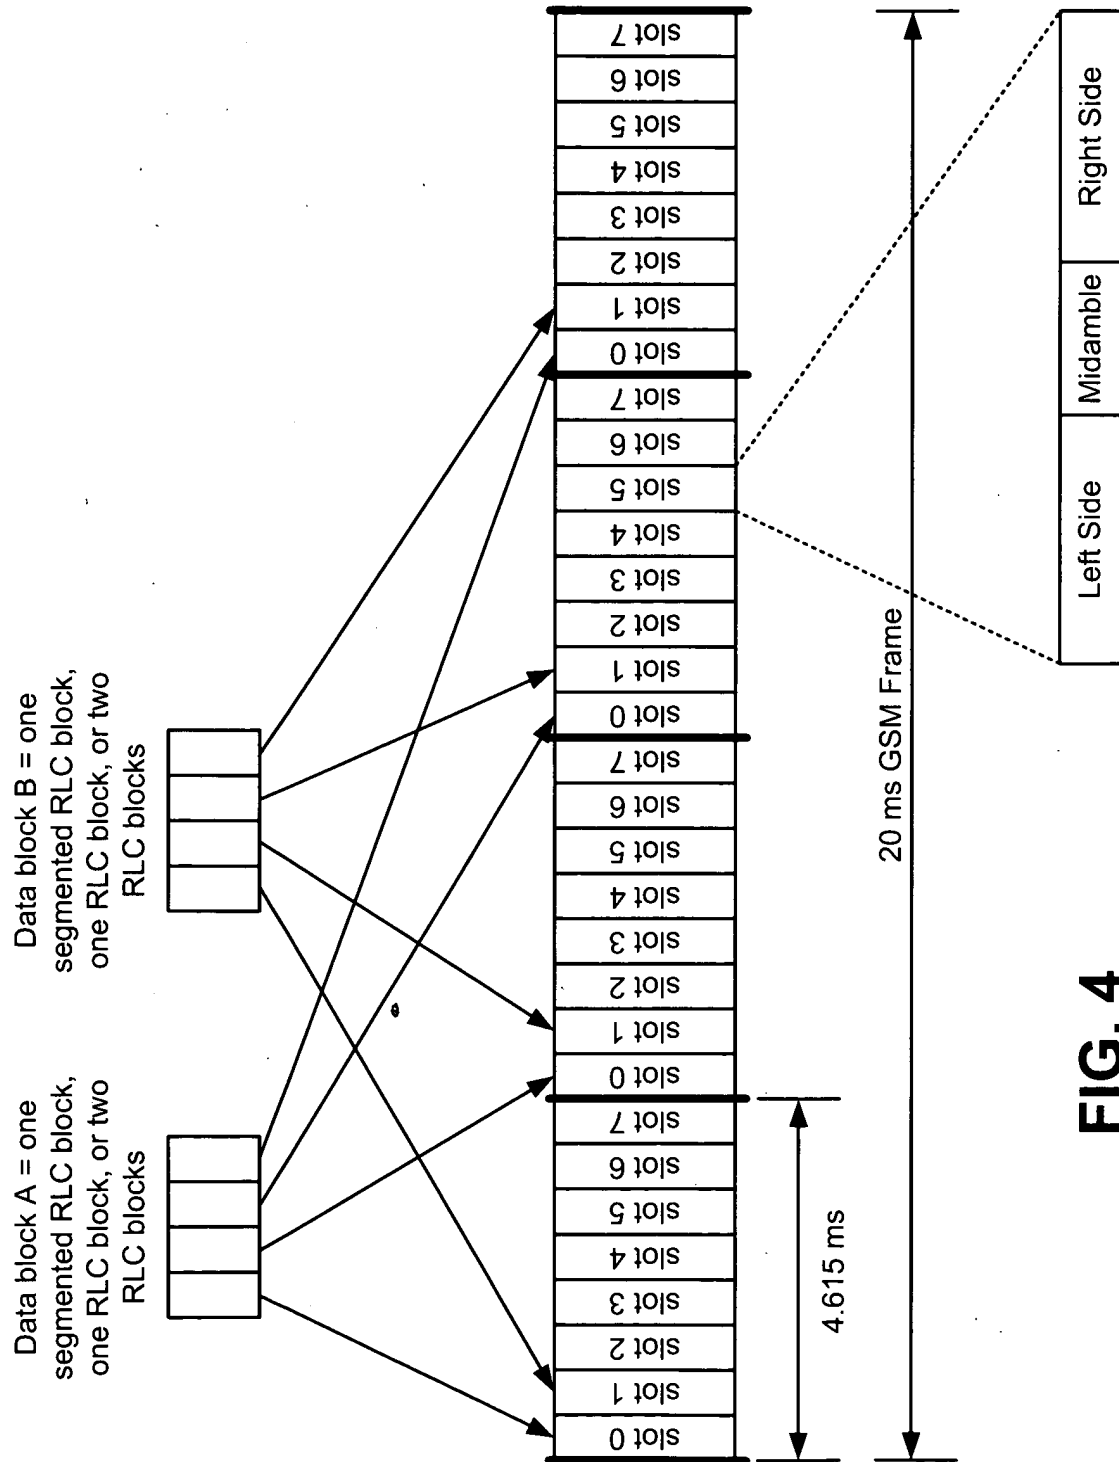 Data block A = one
segmented RLC block,
one RLC block, or two
RLC blocks
Data block B = one
segmented RLC block,
one RLC block, or two
RLC blocks
slot 0
slot 1
slot 2
slot 3
slot 4
slot 5
slot 6
slot 7
slot 0
slot 1
slot 2
slot 3
slot 4
slot 5
slot 6
slot 7
slot 0
slot 1
slot 2
slot 3
slot 4
slot 5
slot 6
slot 7
slot 0
slot 1
slot 2
slot 3
slot 4
slot 5
slot 6
slot 7
4.615 ms
20 ms GSM Frame
Left Side
Midamble
Right Side
FIG. 4